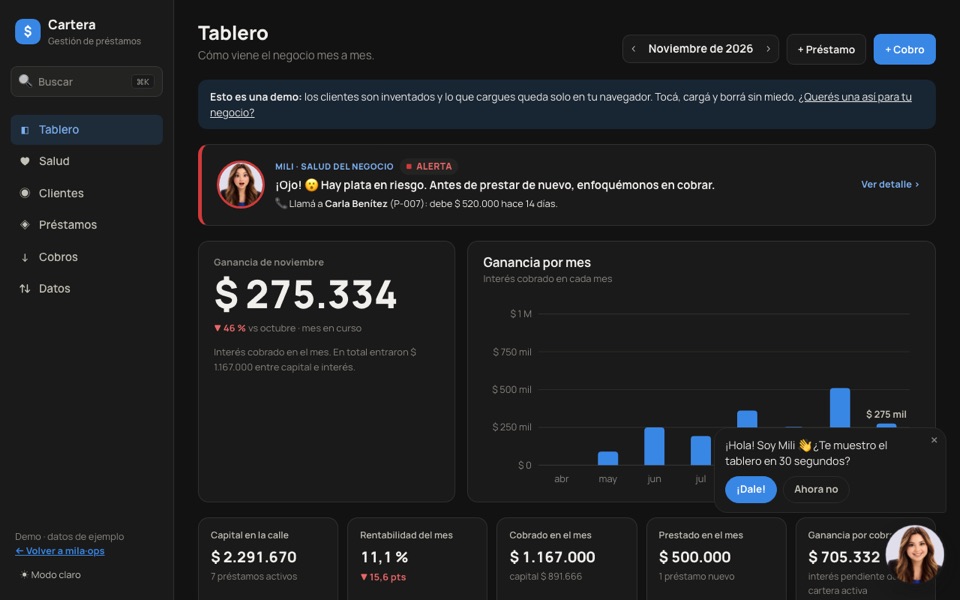 $
Cartera
Gestión de préstamos
Buscar
⌘K
Tablero
Salud
Clientes
Préstamos
Cobros
Datos
Demo · datos de ejemplo
← Volver a mila-ops
☀ Modo claro
Tablero
Cómo viene el negocio mes a mes.
‹ Noviembre de 2026 ›
+ Préstamo
+ Cobro
Esto es una demo: los clientes son inventados y lo que cargues queda solo en tu navegador. Tocá, cargá y borrá sin miedo. ¿Querés una así para tu
negocio?
MILI · SALUD DEL NEGOCIO
ALERTA
¡Ojo! 😮 Hay plata en riesgo. Antes de prestar de nuevo, enfoquémonos en cobrar.
📞 Llamá a Carla Benítez (P-007): debe $ 520.000 hace 14 días.
Ver detalle ›
Ganancia de noviembre
$ 275.334
▼ 46 % vs octubre · mes en curso
Interés cobrado en el mes. En total entraron $
1.167.000 entre capital e interés.
Ganancia por mes
Interés cobrado en cada mes
$ 1 M
$ 750 mil
$ 500 mil
$ 250 mil
$ 0
$ 275 mil
abr
may
jun
jul
¡Hola! Soy Mili 👋 ¿Te muestro el
tablero en 30 segundos?
×
¡Dale!
Ahora no
Capital en la calle
$ 2.291.670
7 préstamos activos
Rentabilidad del mes
11,1 %
▼ 15,6 pts
Cobrado en el mes
$ 1.167.000
capital $ 891.666
Prestado en el mes
$ 500.000
1 préstamo nuevo
Ganancia por
$ 705.332
interés pendiente
cartera activa